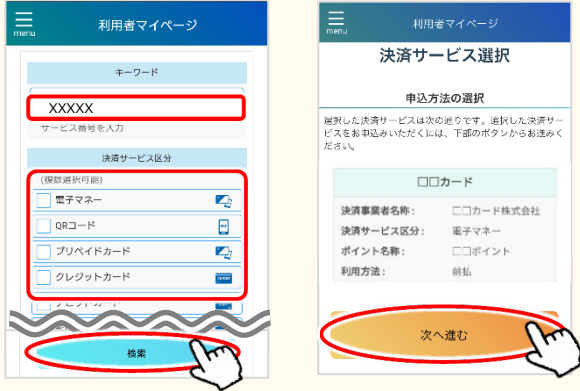 menu
利用者マイページ
キーワード
XXXXX
サービス番号を入力
決済サービス区分
(複数選択可能)
電子マネー
QRコード
プリペイドカード
クレジットカード
デビットカード
検索
menu
利用者マイページ
決済サービス選択
申込方法の選択
選択した決済サービスは次の通りです。選択した決済サー
ビスをお申込みいただくには、下部のボタンからお進みく
ださい。
□□カード
決済事業者名称： □□カード株式会社
決済サービス区分： 電子マネー
ポイント名称： □□ポイント
利用方法： 前払
次へ進む